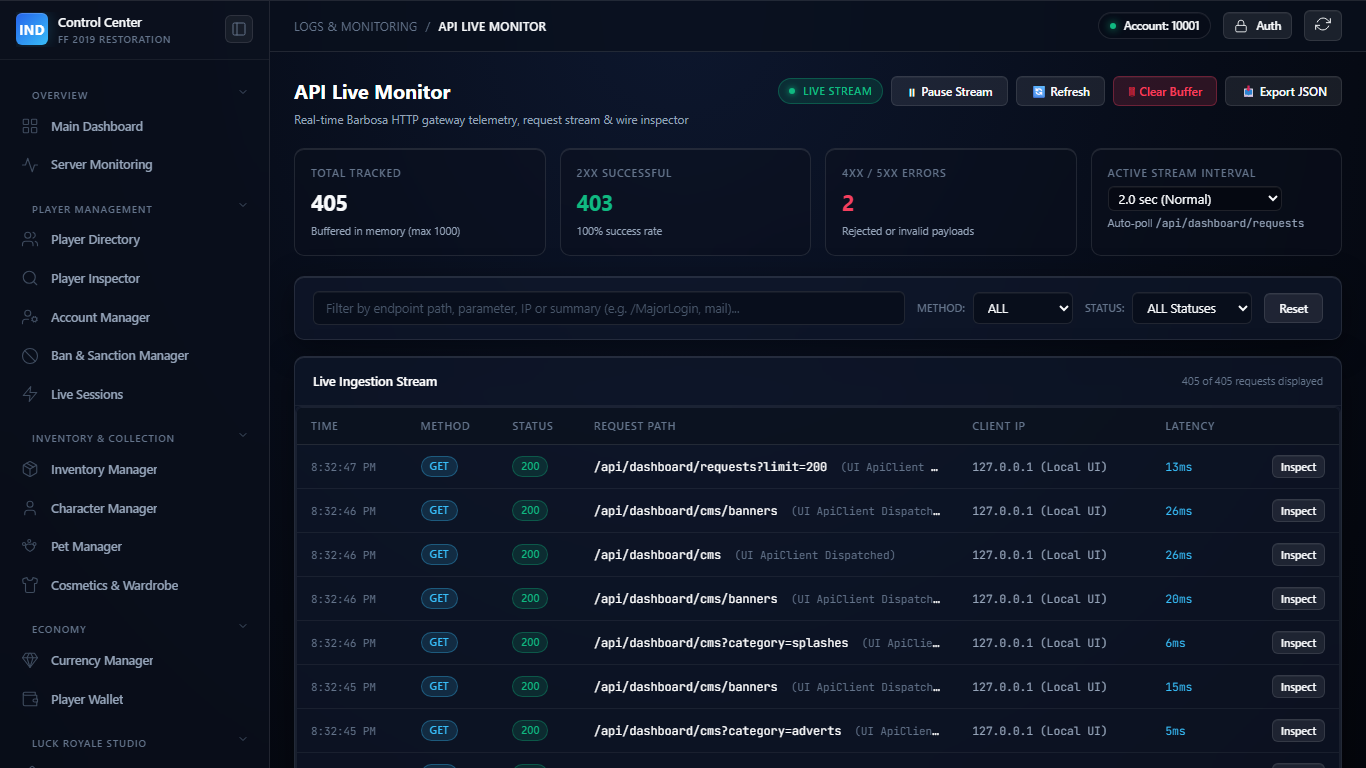 IND
Control Center
FF 2019 RESTORATION
OVERVIEW
Main Dashboard
Server Monitoring
PLAYER MANAGEMENT
Player Directory
Player Inspector
Account Manager
Ban & Sanction Manager
Live Sessions
INVENTORY & COLLECTION
Inventory Manager
Character Manager
Pet Manager
Cosmetics & Wardrobe
ECONOMY
Currency Manager
Player Wallet
LUCK ROYALE STUDIO
LOGS & MONITORING / API LIVE MONITOR
Account: 10001
Auth
API Live Monitor
Real-time Barbosa HTTP gateway telemetry, request stream & wire inspector
LIVE STREAM
Pause Stream
Refresh
Clear Buffer
Export JSON
TOTAL TRACKED
405
Buffered in memory (max 1000)
2XX SUCCESSFUL
403
100% success rate
4XX / 5XX ERRORS
2
Rejected or invalid payloads
ACTIVE STREAM INTERVAL
2.0 sec (Normal)
Auto-poll /api/dashboard/requests
Filter by endpoint path, parameter, IP or summary (e.g. /MajorLogin, mail)...
METHOD: ALL
STATUS: ALL Statuses
Reset
Live Ingestion Stream
405 of 405 requests displayed
TIME METHOD STATUS REQUEST PATH CLIENT IP LATENCY
8:32:47 PM GET 200 /api/dashboard/requests?limit=200 (UI ApiClient … 127.0.0.1 (Local UI) 13ms Inspect
8:32:46 PM GET 200 /api/dashboard/cms/banners (UI ApiClient Dispatch… 127.0.0.1 (Local UI) 26ms Inspect
8:32:46 PM GET 200 /api/dashboard/cms (UI ApiClient Dispatched) 127.0.0.1 (Local UI) 26ms Inspect
8:32:46 PM GET 200 /api/dashboard/cms/banners (UI ApiClient Dispatch… 127.0.0.1 (Local UI) 20ms Inspect
8:32:46 PM GET 200 /api/dashboard/cms?category=splashes (UI ApiClie… 127.0.0.1 (Local UI) 6ms Inspect
8:32:45 PM GET 200 /api/dashboard/cms/banners (UI ApiClient Dispatch… 127.0.0.1 (Local UI) 15ms Inspect
8:32:45 PM GET 200 /api/dashboard/cms?category=adverts (UI ApiClien… 127.0.0.1 (Local UI) 5ms Inspect